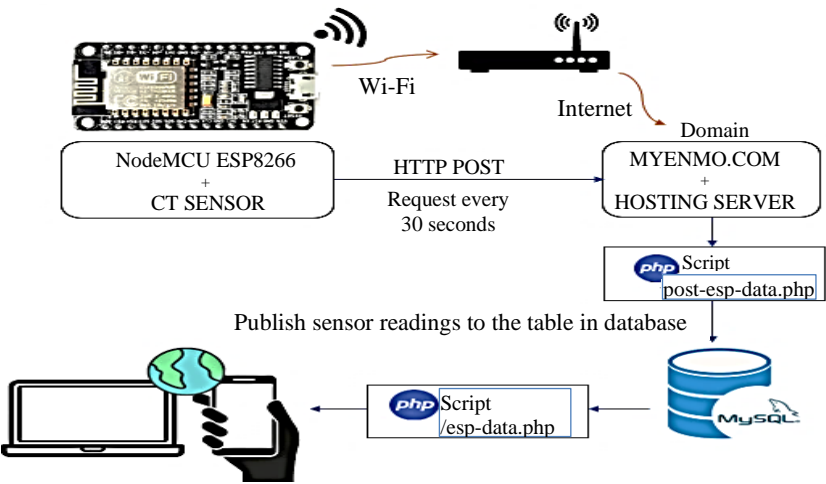 WiFi
Wi-Fi
Internet
Domain
NodeMCU ESP8266
+
CT SENSOR
HTTP POST
Request every
30 seconds
MYENMO.COM
+
HOSTING SERVER
php Script
post-esp-data.php
Publish sensor readings to the table in database
php Script
/esp-data.php
MySQL